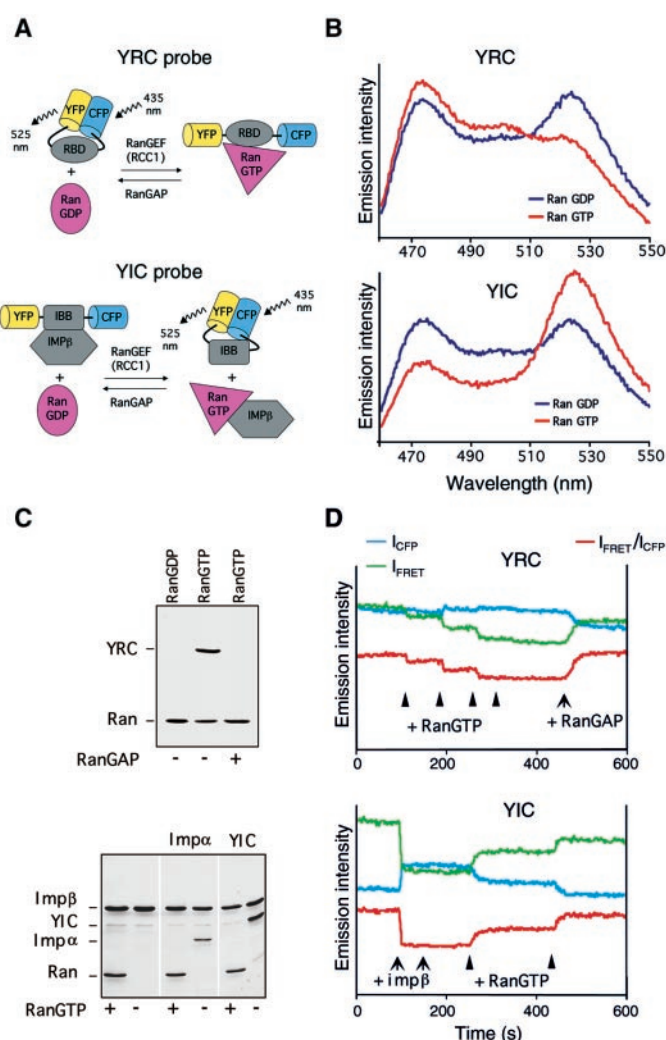 A
YRC probe
YFP
CFP
435
nm
525
nm
RBD
+
Ran
GDP
RanGEF
(RCC1)
RanGAP
YFP
RBD
CFP
Ran
GTP
YIC probe
YFP
IBB
CFP
IMPβ
+
Ran
GDP
RanGEF
(RCC1)
RanGAP
YFP
CFP
435
nm
525
nm
IBB
+
Ran
GTP
IMPβ
B
YRC
Emission intensity
Ran GDP
Ran GTP
470 490 510 530 550
YIC
Emission intensity
Ran GDP
Ran GTP
470 490 510 530 550
Wavelength (nm)
C
RanGDP
RanGTP
RanGTP
YRC –
Ran –
RanGAP - - +
Impα YIC
Impβ –
YIC –
Impα –
Ran –
RanGTP + - + - + -
D
I CFP
I FRET
I FRET/I CFP
YRC
Emission intensity
+ RanGTP
+ RanGAP
0 200 400 600
YIC
Emission intensity
+ impβ
+ RanGTP
0 200 400 600
Time (s)